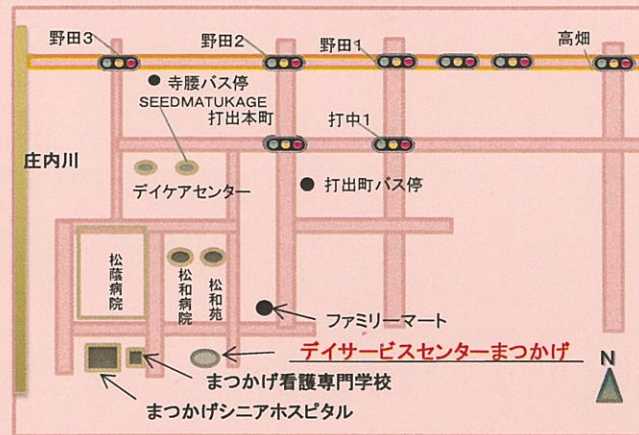 野田3
野田2
野田1
高畑
寺腰バス停
SEEDMATUKAGE
打出本町
打中1
庄内川
デイケアセンター
打出町バス停
松蔭病院
松和病院
松和苑
ファミリーマート
デイサービスセンターまつかげ
N
まつかげ看護専門学校
まつかげシニアホスピタル